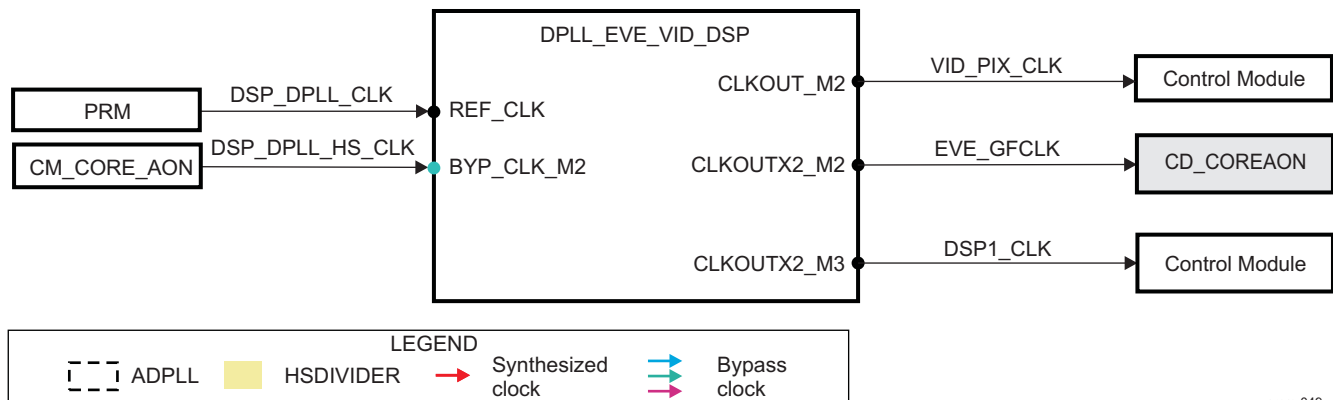 DPLL_EVE_VID_DSP
PRM
DSP_DPLL_CLK
REF_CLK
CM_CORE_AON
DSP_DPLL_HS_CLK
BYP_CLK_M2
CLKOUT_M2
VID_PIX_CLK
Control Module
CLKOUTX2_M2
EVE_GFCLK
CD_COREAON
CLKOUTX2_M3
DSP1_CLK
Control Module
LEGEND
ADPLL
HSDIVIDER
Synthesized
clock
Bypass
clock